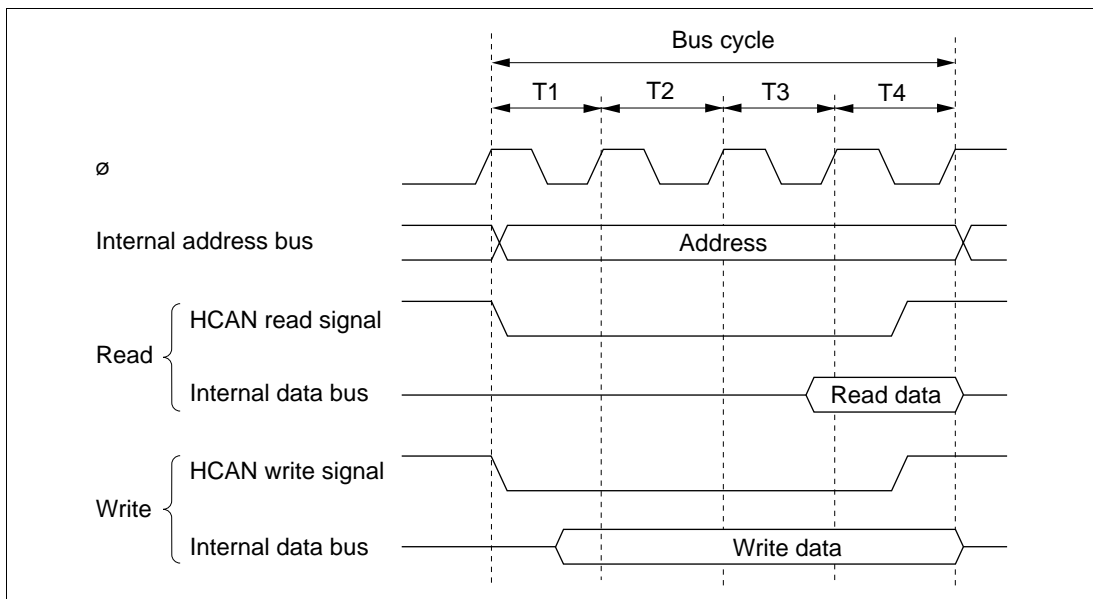 Bus cycle
T1 T2 T3 T4
ø
Internal address bus Address
HCAN read signal
Read
Internal data bus Read data
HCAN write signal
Write
Internal data bus Write data